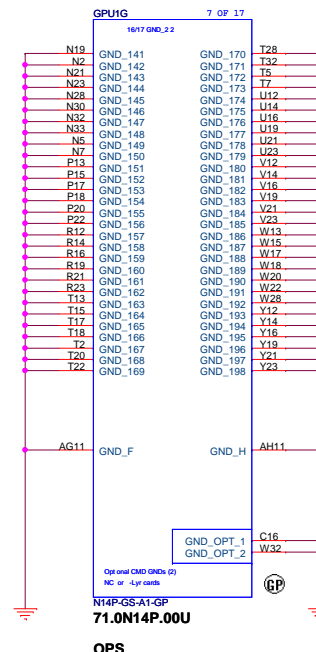 GPU1G 7 OF 17
16/17 GND_2 2
N19 GND_141 GND_170 T28
N2 GND_142 GND_171 T32
N21 GND_143 GND_172 T5
N23 GND_144 GND_173 T7
N28 GND_145 GND_174 U12
N30 GND_146 GND_175 U14
N32 GND_147 GND_176 U16
N33 GND_148 GND_177 U19
N5 GND_149 GND_178 U21
N7 GND_150 GND_179 U23
P13 GND_151 GND_180 V12
P15 GND_152 GND_181 V14
P17 GND_153 GND_182 V16
P18 GND_154 GND_183 V19
P20 GND_155 GND_184 V21
P22 GND_156 GND_185 V23
R12 GND_157 GND_186 W13
R14 GND_158 GND_187 W15
R16 GND_159 GND_188 W17
R19 GND_160 GND_189 W18
R21 GND_161 GND_190 W20
R23 GND_162 GND_191 W22
T13 GND_163 GND_192 W28
T15 GND_164 GND_193 Y12
T17 GND_165 GND_194 Y14
T18 GND_166 GND_195 Y16
T2 GND_167 GND_196 Y19
T20 GND_168 GND_197 Y21
T22 GND_169 GND_198 Y23
AG11 GND_F GND_H AH11
GND_OPT_1 C16
GND_OPT_2 W32
Opt onal CMD GNDs (2)
NC or -Lyr cards
GP
N14P-GS-A1-GP
71.0N14P.00U
OPS